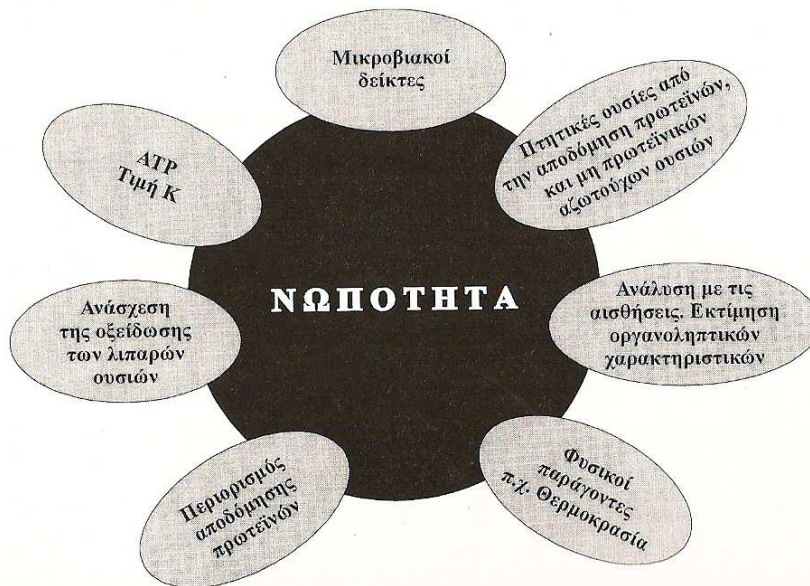 Μικροβιακοί
δείκτες
Πτητικές ουσίες από
την αποδόμηση πρωτεϊνών,
και μη πρωτεϊνικών
αζωτούχων ουσιών
ATP
Τιμή Κ
ΝΩΠΟΤΗΤΑ
Ανάσχεση
της οξείδωσης
των λιπαρών
ουσιών
Ανάλυση με τις
αισθήσεις. Εκτίμηση
οργανοληπτικών
χαρακτηριστικών
Περιορισμός
αποδόμησης
πρωτεϊνών
Φυσικοί
παράγοντες
π.χ. Θερμοκρασία